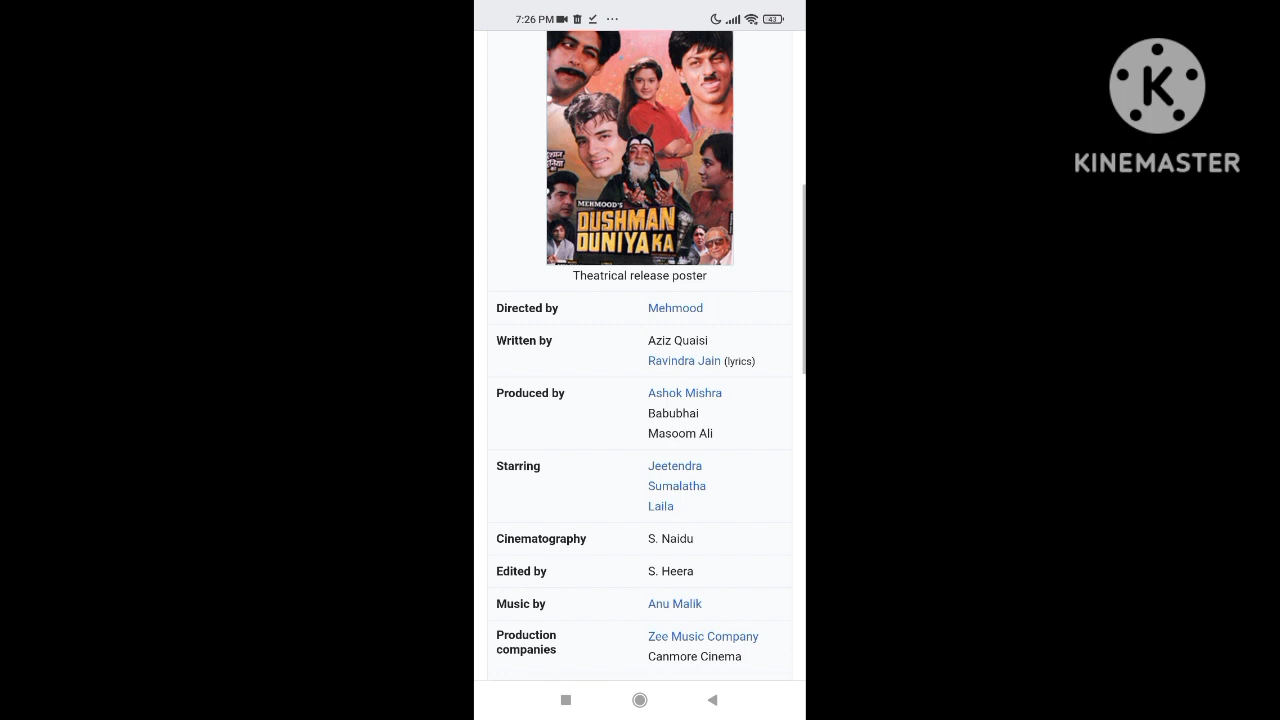 7:26 PM
43
K
KINEMASTER
MEHMOOD'S
DUSHMAN
DUNIYA KA
Theatrical release poster
Directed by
Mehmood
Written by
Aziz Quaisi
Ravindra Jain (lyrics)
Produced by
Ashok Mishra
Babubhai
Masoom Ali
Starring
Jeetendra
Sumalatha
Laila
Cinematography
S. Naidu
Edited by
S. Heera
Music by
Anu Malik
Production
companies
Zee Music Company
Canmore Cinema